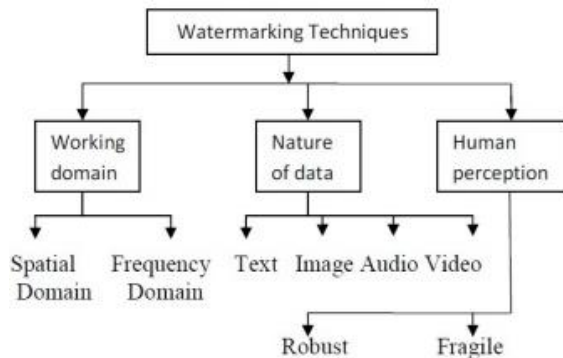 Watermarking Techniques
Working
domain
Nature
of data
Human
perception
Spatial
Domain
Frequency
Domain
Text
Image
Audio
Video
Robust
Fragile